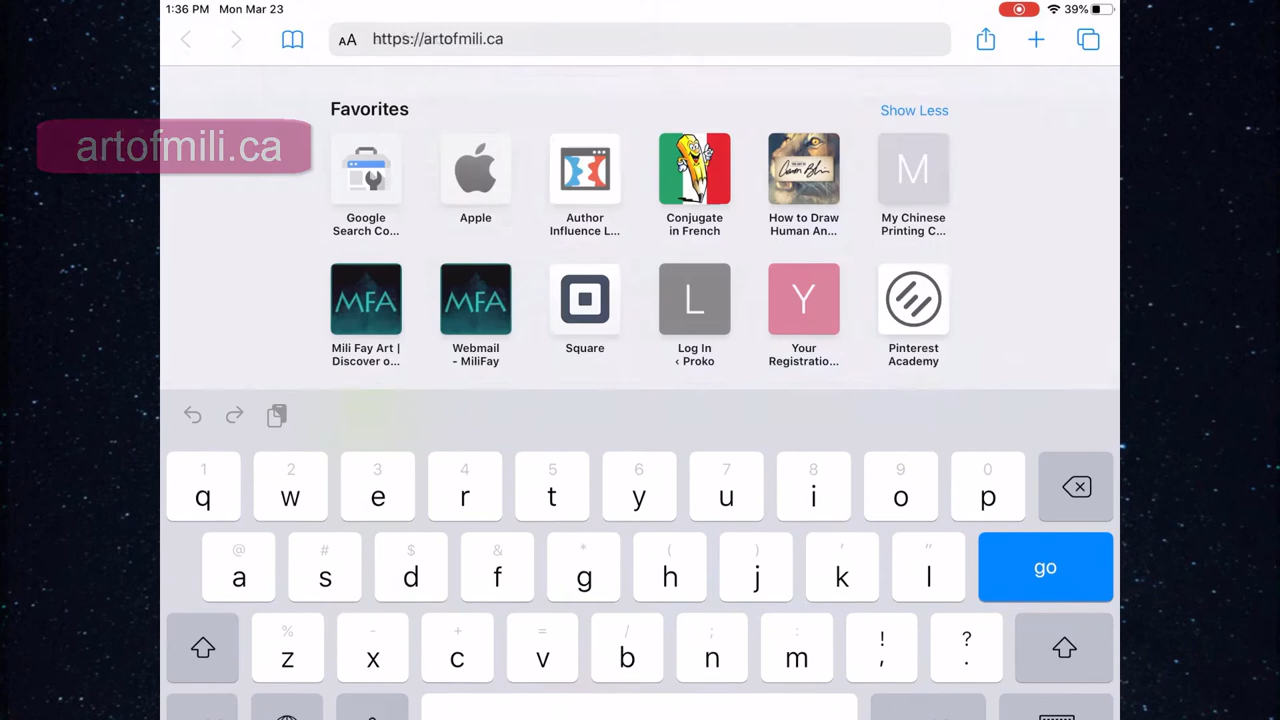 1:36 PM Mon Mar 23
39%
AA https://artofmili.ca
Favorites
Show Less
artofmili.ca
M
Google
Search Co...
Apple
Author
Influence L...
Conjugate
in French
How to Draw
Human An...
My Chinese
Printing C...
MFA
MFA
L
Y
Mili Fay Art |
Discover o...
Webmail
- MiliFay
Square
Log In
‹ Proko
Your
Registratio...
Pinterest
Academy
1 2 3 4 5 6 7 8 9 0
q w e r t y u i o p
@ # $ & * ( ) ' "
a s d f g h j k l go
% - + = / ; : ! ?
z x c v b n m , .